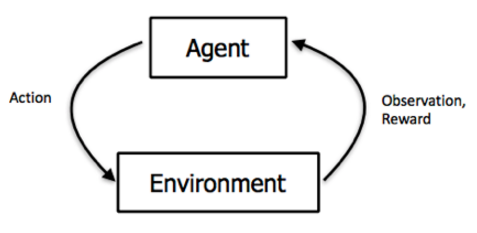 Agent
Action
Observation,
Reward
Environment